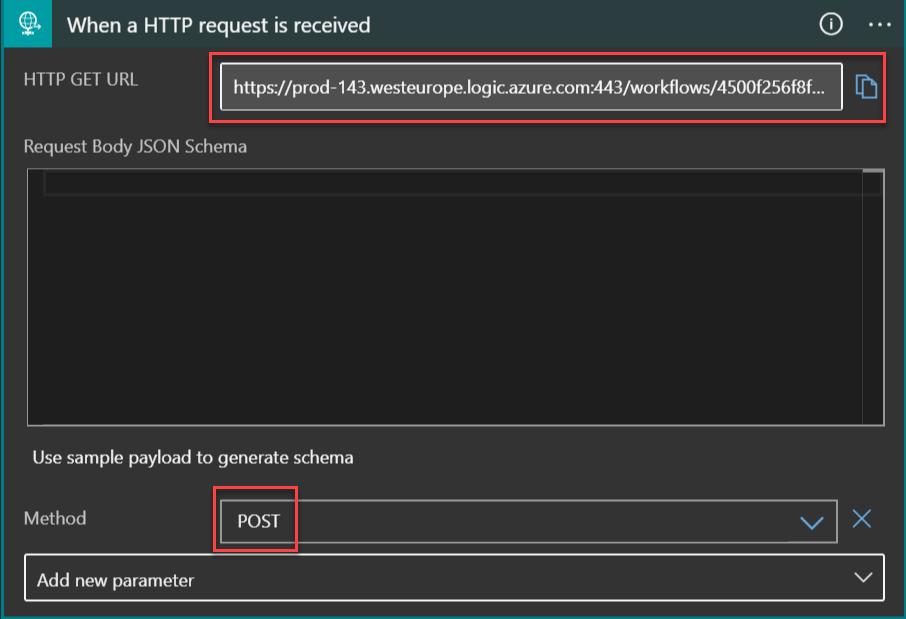 When a HTTP request is received
HTTP GET URL
https://prod-143.westeurope.logic.azure.com:443/workflows/4500f256f8f...
Request Body JSON Schema
Use sample payload to generate schema
Method
POST
Add new parameter